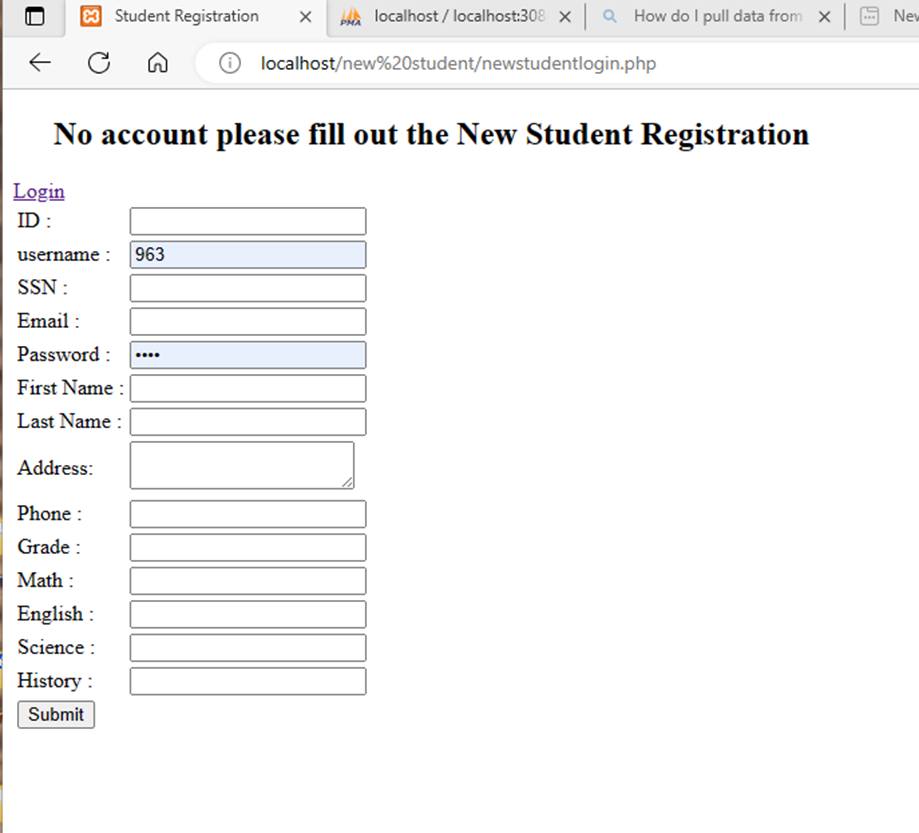 Student Registration
PMA localhost / localhost:308
How do I pull data from
New
localhost/new%20student/newstudentlogin.php
No account please fill out the New Student Registration
Login
ID :
username : 963
SSN :
Email :
Password : ••••
First Name :
Last Name :
Address:
Phone :
Grade :
Math :
English :
Science :
History :
Submit